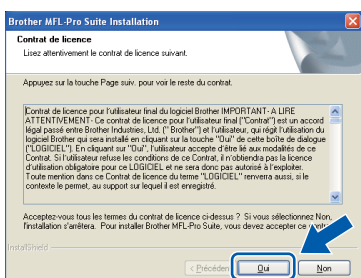 Brother MFL-Pro Suite Installation
Contrat de licence
Lisez attentivement le contrat de licence suivant.
Appuyez sur la touche Page suiv. pour voir le reste du contrat.
Contrat de licence pour l'utilisateur final du logiciel Brother IMPORTANT- A LIRE
ATTENTIVEMENT- Ce contrat de licence pour l'utilisateur final ("Contrat") est un accord
légal passé entre Brother Industries, Ltd. (" Brother") et l'utilisateur, qui régit l'utilisation du
logiciel Brother qui sera installé en cliquant sur la touche "Oui" de cette boîte de dialogue
("LOGICIEL"). En cliquant sur "Oui", l'utilisateur accepte d'être lié aux modalités de ce
Contrat. Si l'utilisateur refuse les conditions de ce Contrat, il n'obtiendra pas la licence
d'utilisation obligatoire pour ce LOGICIEL et ne sera donc pas autorisé à l'exploiter.
Toute mention dans ce Contrat de licence du terme "LOGICIEL" renverra aussi, si le
contexte le permet, au support sur lequel il est enregistré.
Acceptez-vous tous les termes du contrat de licence ci-dessus ? Si vous sélectionnez Non,
l'installation s'arrêtera. Pour installer Brother MFL-Pro Suite, vous devez accepter ce
InstallShield
< Précéden
Oui
Non